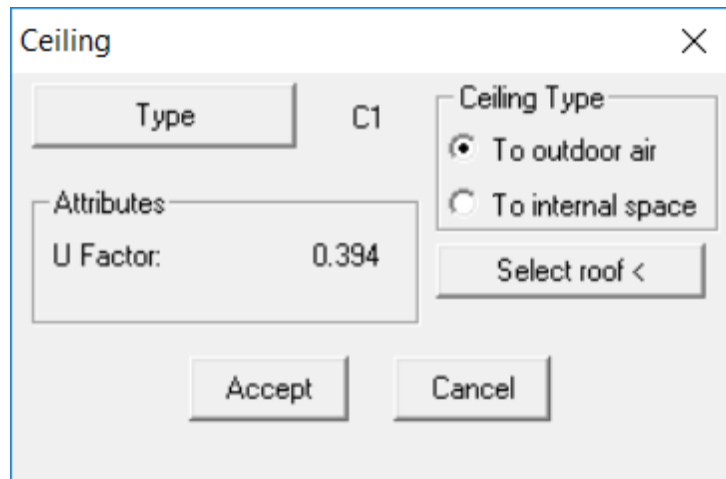 Ceiling
Type
C1
Ceiling Type
To outdoor air
To internal space
Attributes
U Factor: 0.394
Select roof <
Accept
Cancel